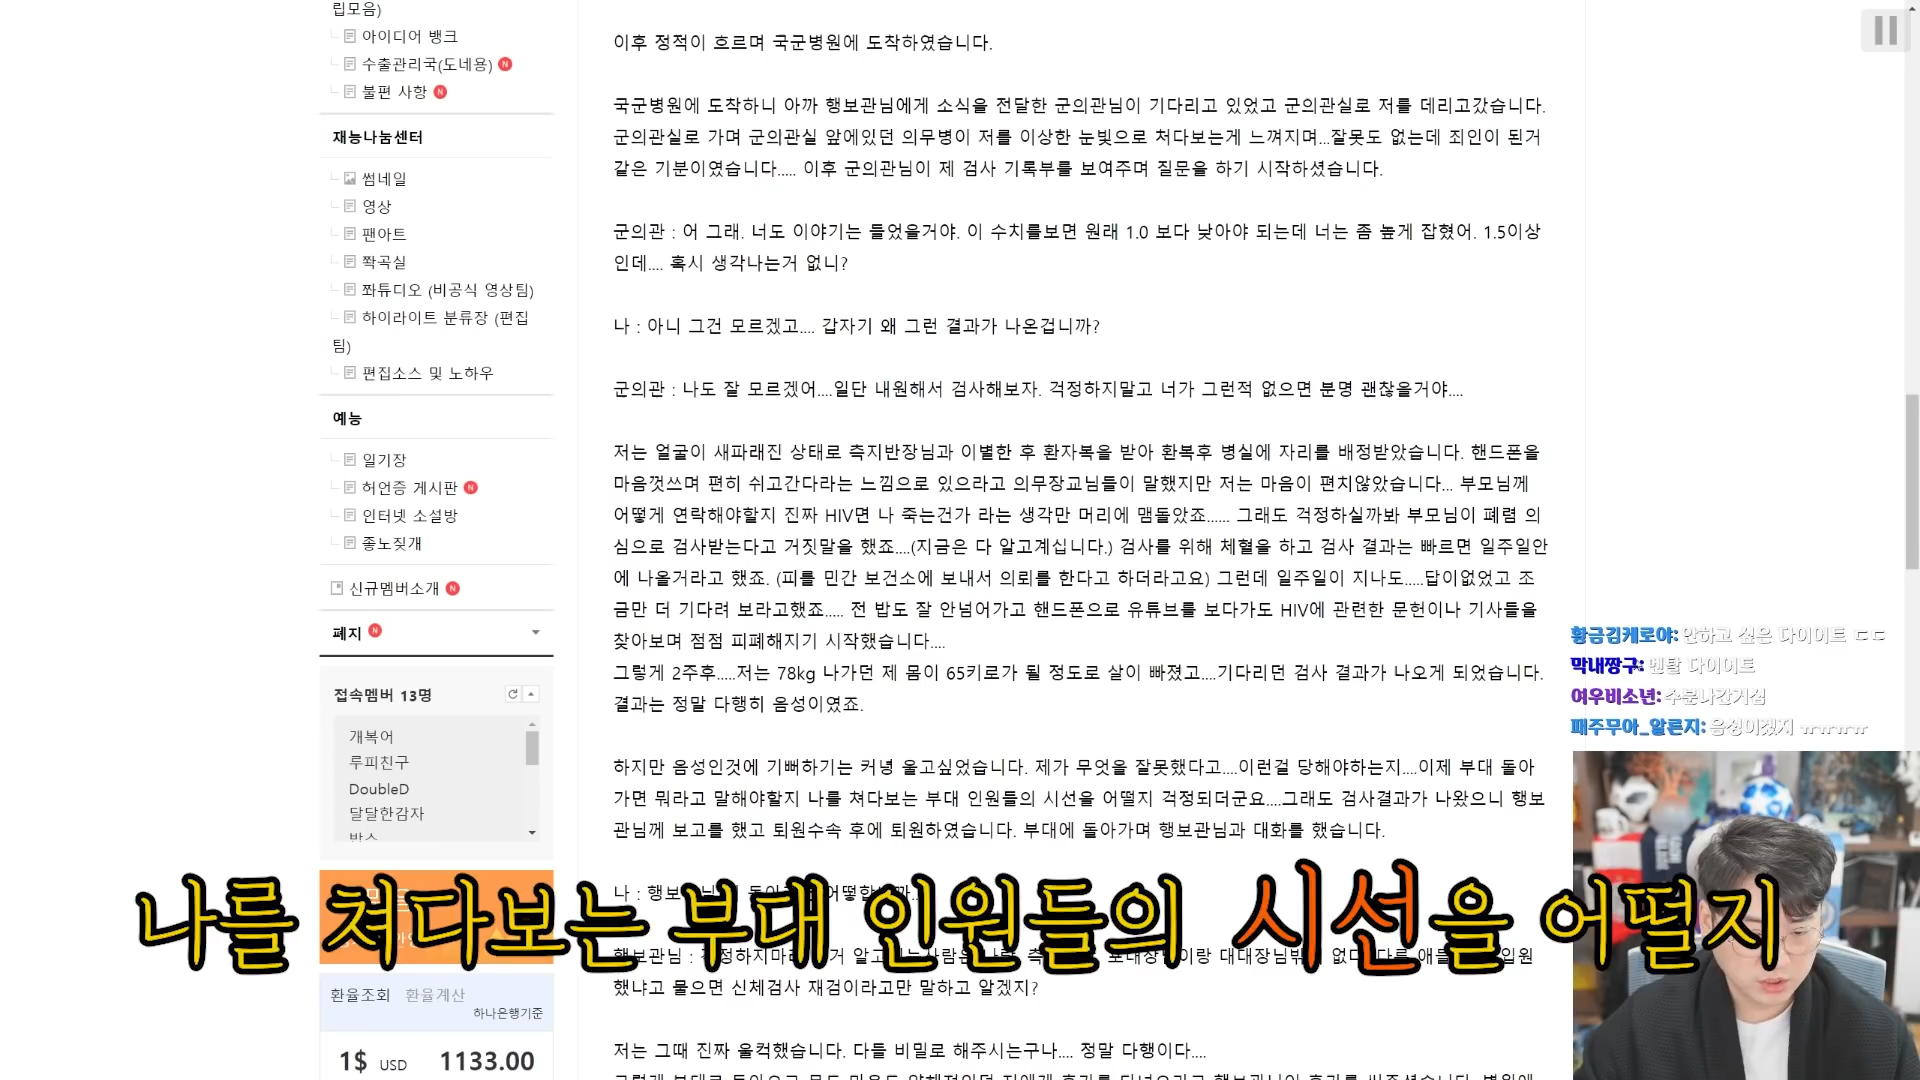 립모음)
아이디어 뱅크
수출관리국(도네용) N
불편 사항 N
재능나눔센터
썸네일
영상
팬아트
쫙곡실
쫘튜디오 (비공식 영상팀)
하이라이트 분류장 (편집
팀)
편집소스 및 노하우
예능
일기장
허언증 게시판 N
인터넷 소설방
좋노짖개
신규멤버소개 N
폐지 N
접속멤버 13명
개복어
루피친구
DoubleD
달달한감자
환율조회 환율계산
하나은행기준
1$ USD 1133.00
이후 정적이 흐르며 국군병원에 도착하였습니다.
국군병원에 도착하니 아까 행보관님에게 소식을 전달한 군의관님이 기다리고 있었고 군의관실로 저를 데리고갔습니다.
군의관실로 가며 군의관실 앞에있던 의무병이 저를 이상한 눈빛으로 처다보는게 느껴지며...잘못도 없는데 죄인이 된거
같은 기분이였습니다..... 이후 군의관님이 제 검사 기록부를 보여주며 질문을 하기 시작하셨습니다.
군의관 : 어 그래. 너도 이야기는 들었을거야. 이 수치를보면 원래 1.0 보다 낮아야 되는데 너는 좀 높게 잡혔어. 1.5이상
인데.... 혹시 생각나는거 없니?
나 : 아니 그건 모르겠고.... 갑자기 왜 그런 결과가 나온겁니까?
군의관 : 나도 잘 모르겠어....일단 내원해서 검사해보자. 걱정하지말고 너가 그런적 없으면 분명 괜찮을거야....
저는 얼굴이 새파래진 상태로 측지반장님과 이별한 후 환자복을 받아 환복후 병실에 자리를 배정받았습니다. 핸드폰을
마음껏쓰며 편히 쉬고간다라는 느낌으로 있으라고 의무장교님들이 말했지만 저는 마음이 편치않았습니다... 부모님께
어떻게 연락해야할지 진짜 HIV면 나 죽는건가 라는 생각만 머리에 맴돌았죠...... 그래도 걱정하실까봐 부모님이 폐렴 의
심으로 검사받는다고 거짓말을 했죠....(지금은 다 알고계십니다.) 검사를 위해 체혈을 하고 검사 결과는 빠르면 일주일안
에 나올거라고 했죠. (피를 민간 보건소에 보내서 의뢰를 한다고 하더라고요) 그런데 일주일이 지나도.....답이없었고 조
금만 더 기다려 보라고했죠..... 전 밥도 잘 안넘어가고 핸드폰으로 유튜브를 보다가도 HIV에 관련한 문헌이나 기사들을
찾아보며 점점 피폐해지기 시작했습니다....
그렇게 2주후.....저는 78kg 나가던 제 몸이 65키로가 될 정도로 살이 빠졌고....기다리던 검사 결과가 나오게 되었습니다.
결과는 정말 다행히 음성이였죠.
하지만 음성인것에 기뻐하기는 커녕 울고싶었습니다. 제가 무엇을 잘못했다고....이런걸 당해야하는지....이제 부대 돌아
가면 뭐라고 말해야할지 나를 쳐다보는 부대 인원들의 시선을 어떨지 걱정되더군요....그래도 검사결과가 나왔으니 행보
관님께 보고를 했고 퇴원수속 후에 퇴원하였습니다. 부대에 돌아가며 행보관님과 대화를 했습니다.
나 : 행보
나를 쳐다보는 부대 인원들의 시선을 어떨지
행보관님
했냐고 물으면 신체검사 재검이라고만 말하고 알겠지?
저는 그때 진짜 울컥했습니다. 다들 비밀로 해주시는구나.... 정말 다행이다....
황금김케로야: 안하고 싶은 다이어트 ㄷㄷ
막내짱구: 멘탈 다이어트
여우비소년: 수분나간거임
패주무아_알른지: 음성이겠지 ㅠㅠㅠㅠ